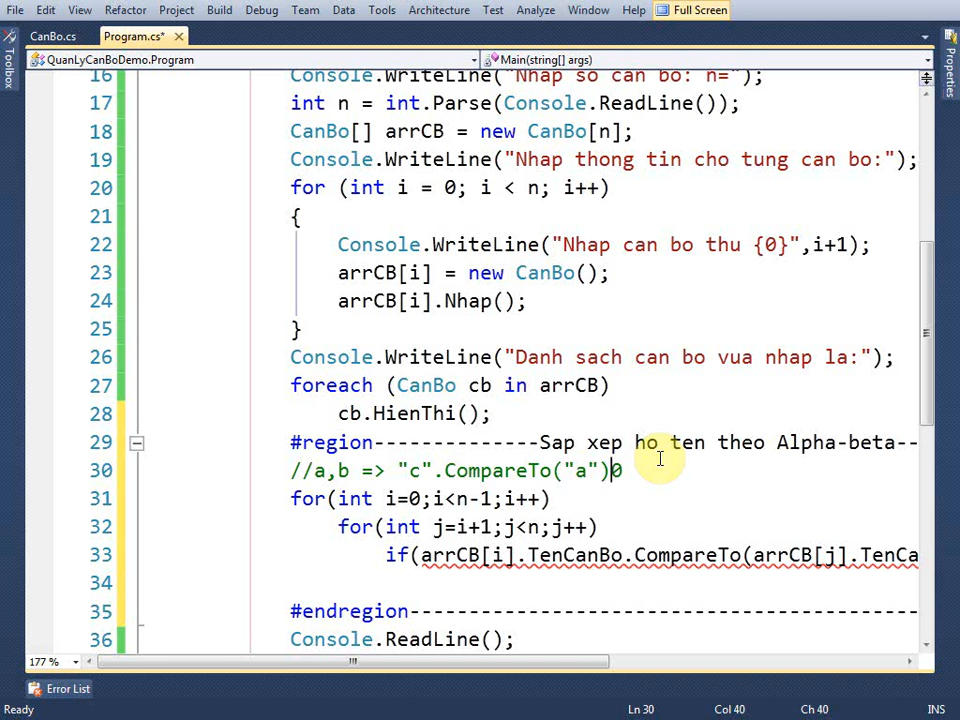 File Edit View Refactor Project Build Debug Team Data Tools Architecture Test Analyze Window Help Full Screen
CanBo.cs Program.cs*
QuanLyCanBoDemo.Program Main(string[] args)
Toolbox
Properties
16 Console.WriteLine("Nhap so can bo: n=");
17 int n = int.Parse(Console.ReadLine());
18 CanBo[] arrCB = new CanBo[n];
19 Console.WriteLine("Nhap thong tin cho tung can bo:");
20 for (int i = 0; i < n; i++)
21 {
22 Console.WriteLine("Nhap can bo thu {0}",i+1);
23 arrCB[i] = new CanBo();
24 arrCB[i].Nhap();
25 }
26 Console.WriteLine("Danh sach can bo vua nhap la:");
27 foreach (CanBo cb in arrCB)
28 cb.HienThi();
29 #region--------------Sap xep ho ten theo Alpha-beta--
30 //a,b => "c".CompareTo("a")0
31 for(int i=0;i<n-1;i++)
32 for(int j=i+1;j<n;j++)
33 if(arrCB[i].TenCanBo.CompareTo(arrCB[j].TenCa
34
35 #endregion-------------------------------------------
36 Console.ReadLine();
177 %
Error List
Ready Ln 30 Col 40 Ch 40 INS